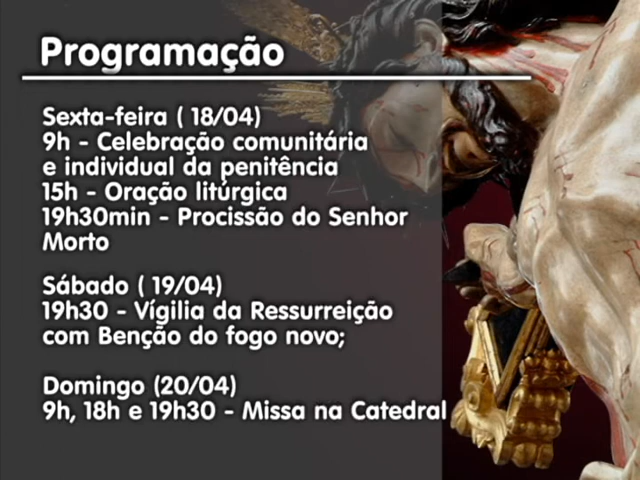 Programação
Sexta-feira ( 18/04)
9h - Celebração comunitária
e individual da penitência
15h - Oração litúrgica
19h30min - Procissão do Senhor
Morto
Sábado ( 19/04)
19h30 - Vígilia da Ressurreição
com Benção do fogo novo;
Domingo (20/04)
9h, 18h e 19h30 - Missa na Catedral